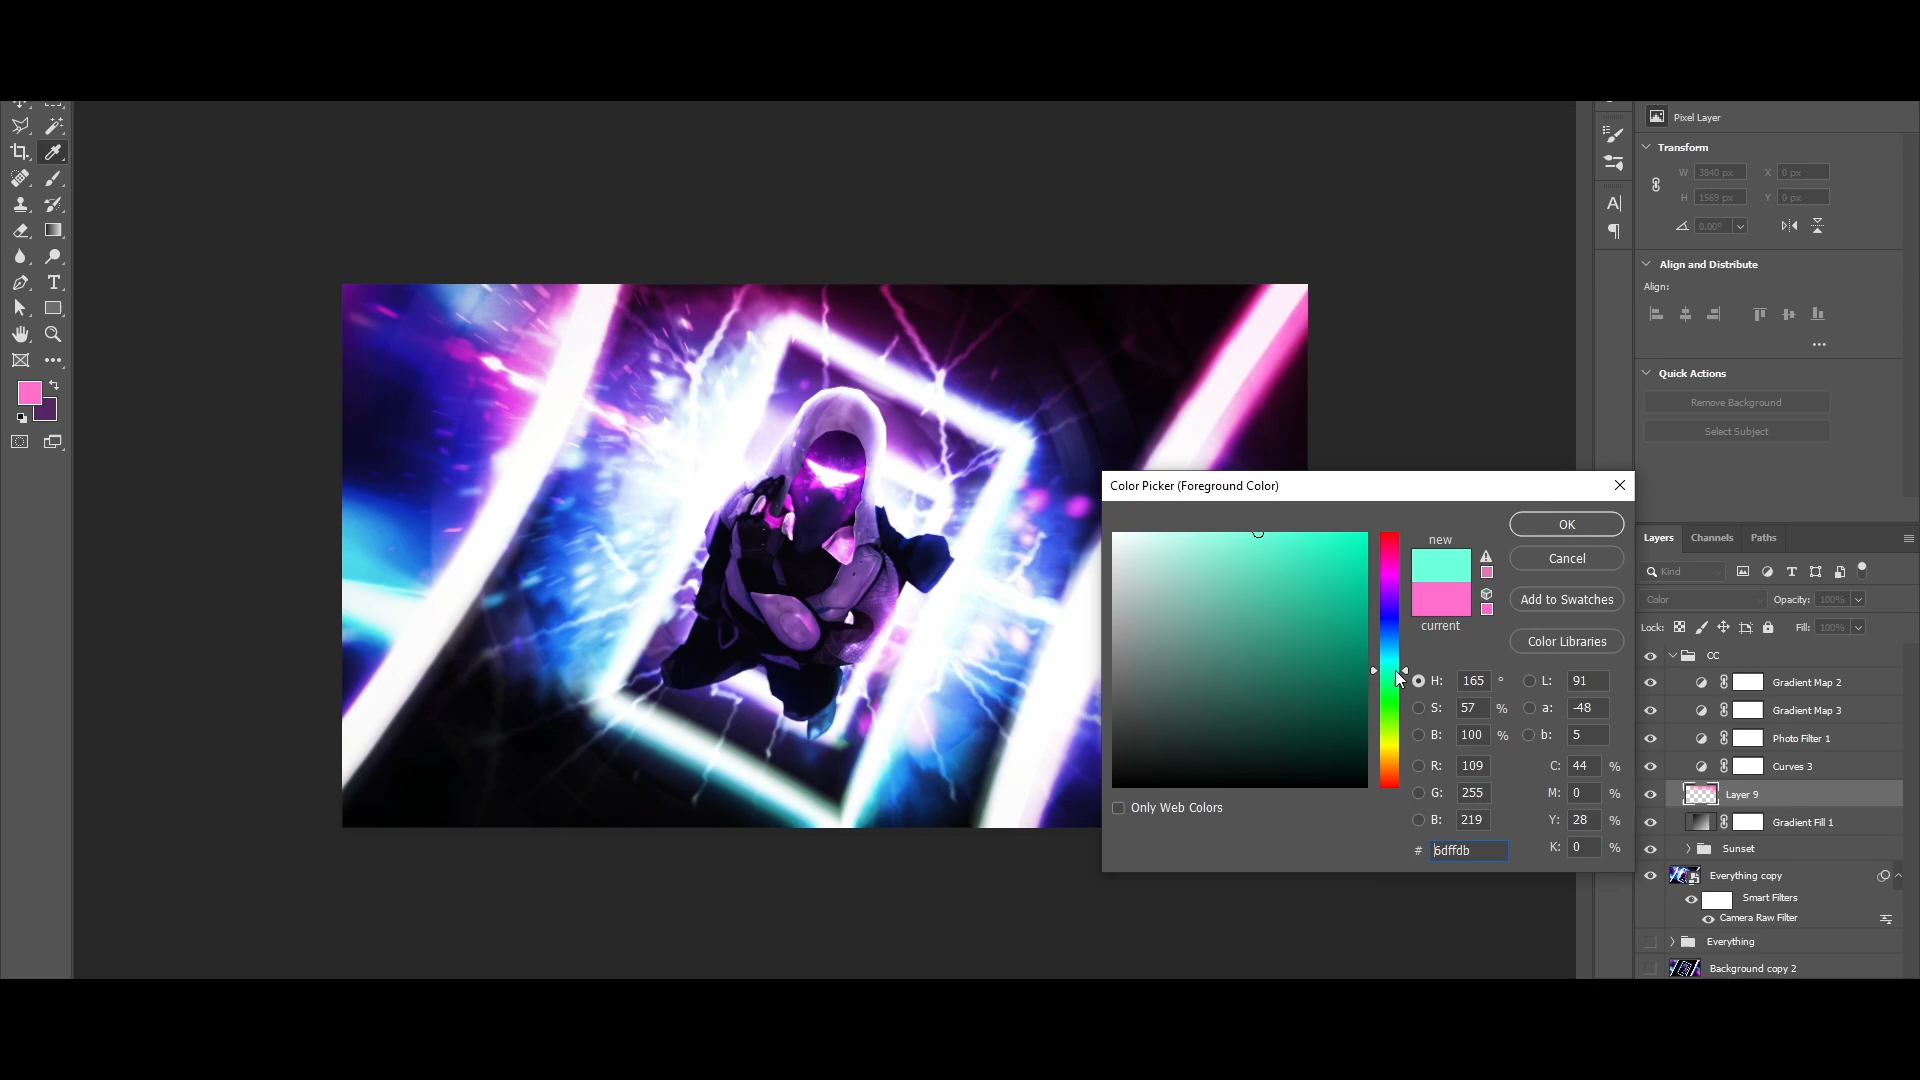 Pixel Layer
Transform
W 3840 px X 0 px
H 1569 px Y 0 px
0.00°
Align and Distribute
Align:
Quick Actions
Remove Background
Select Subject
Color Picker (Foreground Color)
OK
new
Cancel
Add to Swatches
current
Color Libraries
H: 165 ° L: 91
S: 57 % a: -48
B: 100 % b: 5
R: 109 C: 44 %
G: 255 M: 0 %
B: 219 Y: 28 %
# 6dffdb K: 0 %
Only Web Colors
Layers Channels Paths
Kind
Color Opacity: 100%
Lock: Fill: 100%
CC
Gradient Map 2
Gradient Map 3
Photo Filter 1
Curves 3
Layer 9
Gradient Fill 1
Sunset
Everything copy
Smart Filters
Camera Raw Filter
Everything
Background copy 2